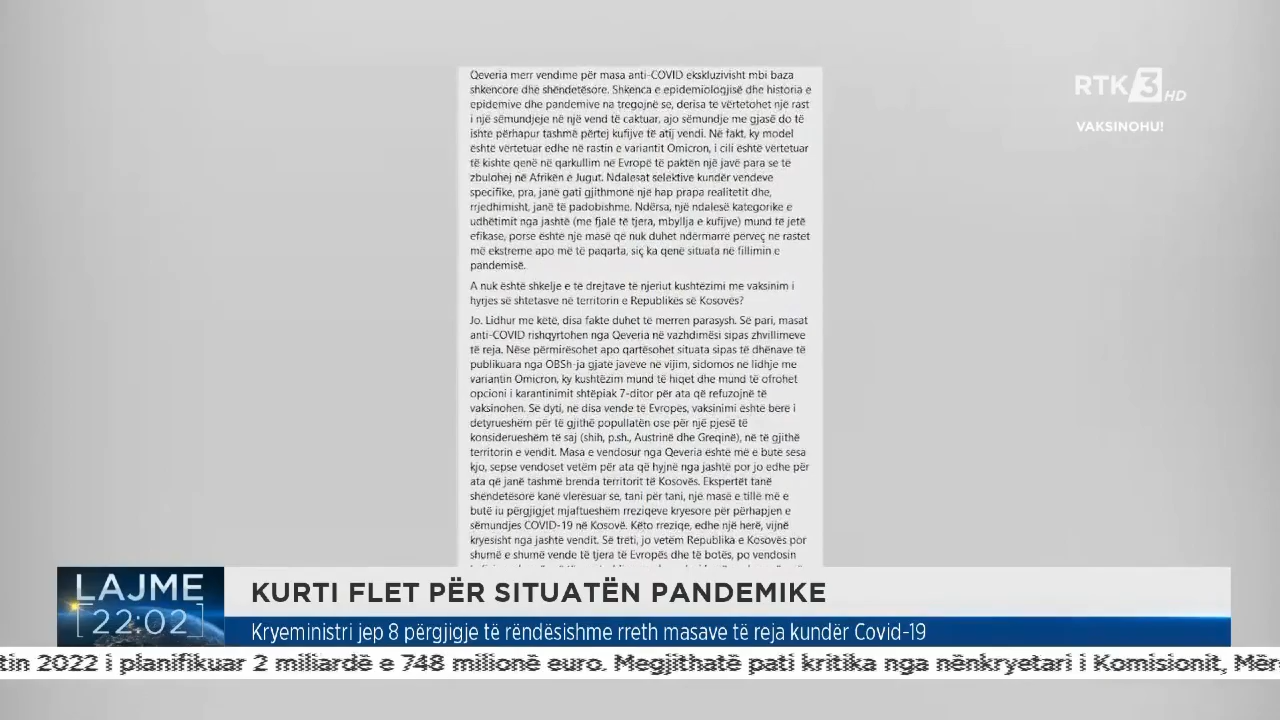 Qeveria merr vendime për masa anti-COVID ekskluzivisht mbi baza
shkencore dhe shëndetësore. Shkenca e epidemiologjisë dhe historia e
epidemive dhe pandemive na tregojnë se, derisa të vërtetohet një rast
i një sëmundjeje në një vend të caktuar, ajo sëmundje me gjasë do të
ishte përhapur tashmë përtej kufijve të atij vendi. Në fakt, ky model
është vërtetuar edhe në rastin e variantit Omicron, i cili është vërtetuar
të kishte qenë në qarkullim në Evropë të paktën një javë para se të
zbulohej në Afrikën e Jugut. Ndalesat selektive kundër vendeve
specifike, pra, janë gati gjithmonë një hap prapa realitetit dhe,
rrjedhimisht, janë të padobishme. Ndërsa, një ndalesë kategorike e
udhëtimit nga jashtë (me fjalë të tjera, mbyllja e kufijve) mund të jetë
efikase, porse është një masë që nuk duhet ndërmarrë përveç në rastet
më ekstreme apo më të paqarta, siç ka qenë situata në fillimin e
pandemisë.
A nuk është shkelje e të drejtave të njeriut kushtëzimi me vaksinim i
hyrjes së shtetasve në territorin e Republikës së Kosovës?
Jo. Lidhur me këtë, disa fakte duhet të merren parasysh. Së pari, masat
anti-COVID rishqyrtohen nga Qeveria në vazhdimësi sipas zhvillimeve
të reja. Nëse përmirësohet apo qartësohet situata sipas të dhënave të
publikuara nga OBSh-ja gjatë javëve në vijim, sidomos në lidhje me
variantin Omicron, ky kushtëzim mund të hiqet dhe mund të ofrohet
opcioni i karantinimit shtëpiak 7-ditor për ata që refuzojnë të
vaksinohen. Së dyti, në disa vende të Evropës, vaksinimi është bërë i
detyrueshëm për të gjithë popullatën ose për një pjesë të
konsiderueshëm të saj (shih, p.sh., Austrinë dhe Greqinë), në të gjithë
territorin e vendit. Masa e vendosur nga Qeveria është më e butë sesa
kjo, sepse vendoset vetëm për ata që hyjnë nga jashtë por jo edhe për
ata që janë tashmë brenda territorit të Kosovës. Ekspertët tanë
shëndetësorë kanë vlerësuar se, tani për tani, një masë e tillë më e
butë iu përgjigjet mjaftueshëm rreziqeve kryesore për përhapjen e
sëmundjes COVID-19 në Kosovë. Këto rreziqe, edhe një herë, vijnë
kryesisht nga jashtë vendit. Së treti, jo vetëm Republika e Kosovës por
shumë e shumë vende të tjera të Evropës dhe të botës, po vendosin
RTK 3 HD
VAKSINOHU!
LAJME
22:02
KURTI FLET PËR SITUATËN PANDEMIKE
Kryeministri jep 8 përgjigje të rëndësishme rreth masave të reja kundër Covid-19
tin 2022 i planifikuar 2 miliardë e 748 milionë euro. Megjithatë pati kritika nga nënkryetari i Komisionit, Mër